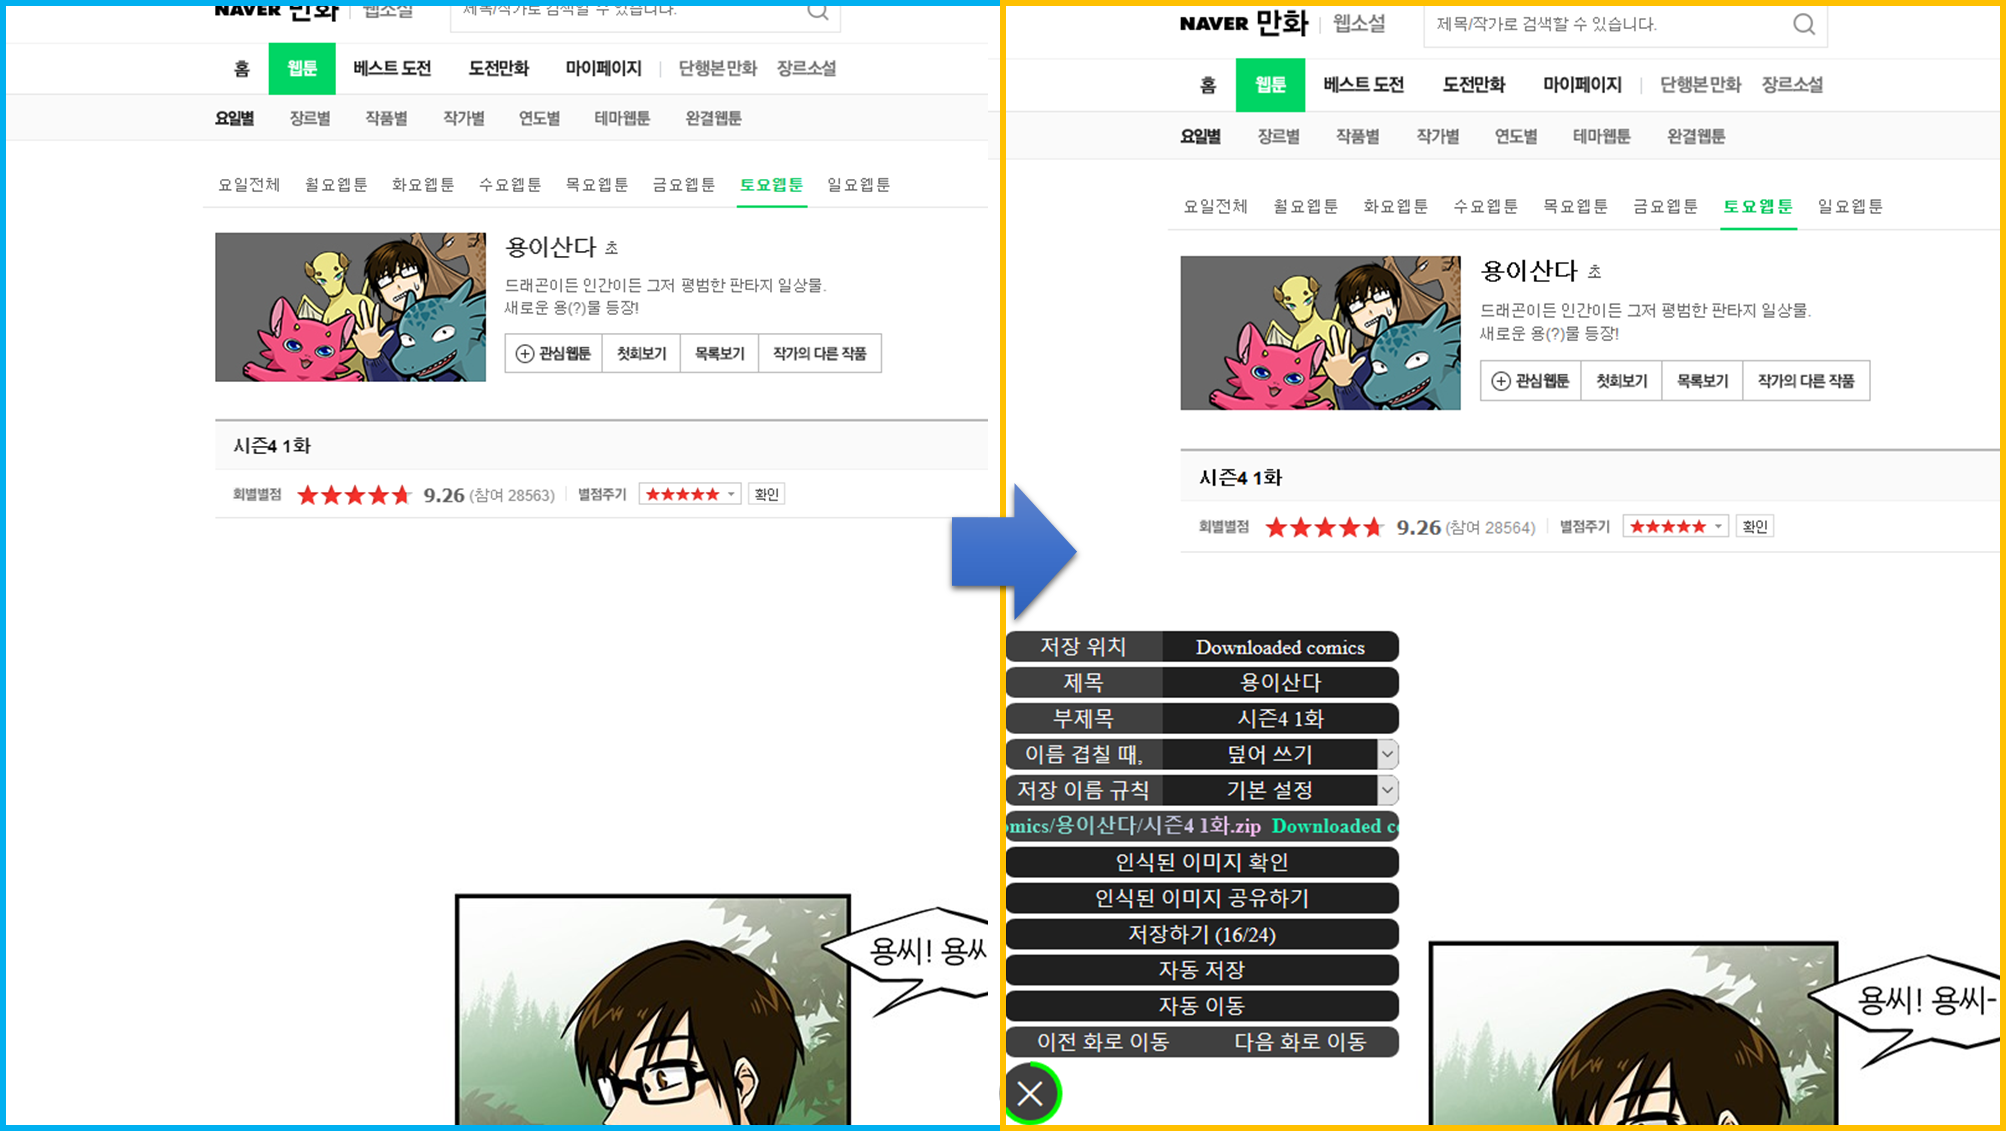 NAVER 만화 웹소설 제목/작가로 검색할 수 있습니다.
홈 웹툰 베스트 도전 도전만화 마이페이지 단행본만화 장르소설
요일별 장르별 작품별 작가별 연도별 테마웹툰 완결웹툰
요일전체 월요웹툰 화요웹툰 수요웹툰 목요웹툰 금요웹툰 토요웹툰 일요웹툰
용이산다 초
드래곤이든 인간이든 그저 평범한 판타지 일상물.
새로운 용(?)물 등장!
관심웹툰 첫회보기 목록보기 작가의 다른 작품
시즌4 1화
회별별점 ★★★★★ 9.26 (참여 28563) 별점주기 ★★★★★ 확인
용씨! 용씨
NAVER 만화 웹소설 제목/작가로 검색할 수 있습니다.
홈 웹툰 베스트 도전 도전만화 마이페이지 단행본만화 장르소설
요일별 장르별 작품별 작가별 연도별 테마웹툰 완결웹툰
요일전체 월요웹툰 화요웹툰 수요웹툰 목요웹툰 금요웹툰 토요웹툰 일요웹툰
용이산다 초
드래곤이든 인간이든 그저 평범한 판타지 일상물.
새로운 용(?)물 등장!
관심웹툰 첫회보기 목록보기 작가의 다른 작품
시즌4 1화
회별별점 ★★★★★ 9.26 (참여 28564) 별점주기 ★★★★★ 확인
저장 위치 Downloaded comics
제목 용이산다
부제목 시즌4 1화
이름 겹칠 때, 덮어 쓰기
저장 이름 규칙 기본 설정
omics/용이산다/시즌4 1화.zip Downloaded co
인식된 이미지 확인
인식된 이미지 공유하기
저장하기 (16/24)
자동 저장
자동 이동
이전 화로 이동 다음 화로 이동
용씨! 용씨-